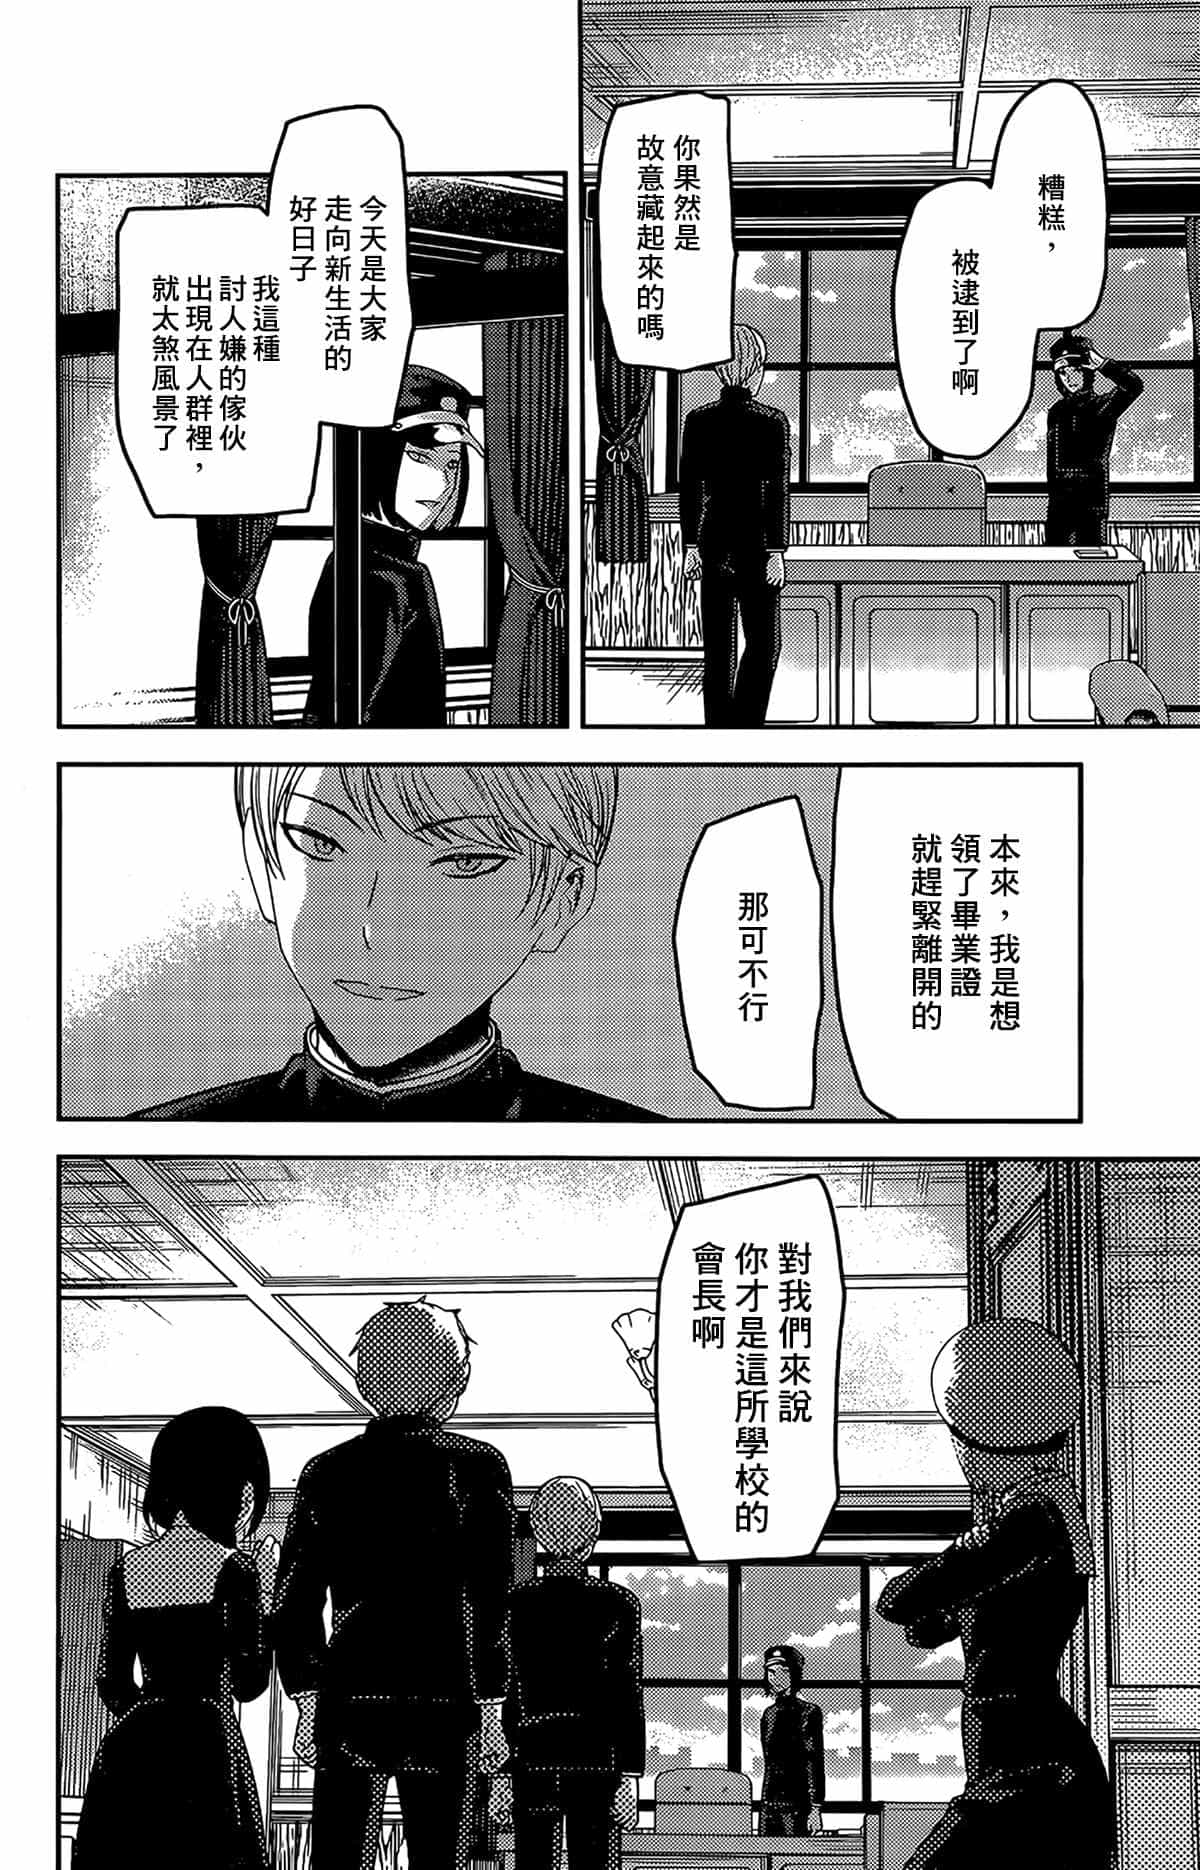 糟糕，
被逮到了啊
你果然是
故意藏起來的嗎
今天是大家
走向新生活的
好日子
我這種
討人嫌的傢伙
出現在人群裡，
就太煞風景了
本來，我是想
領了畢業證
就趕緊離開的
那可不行
對我們來說
你才是這所學校的
會長啊